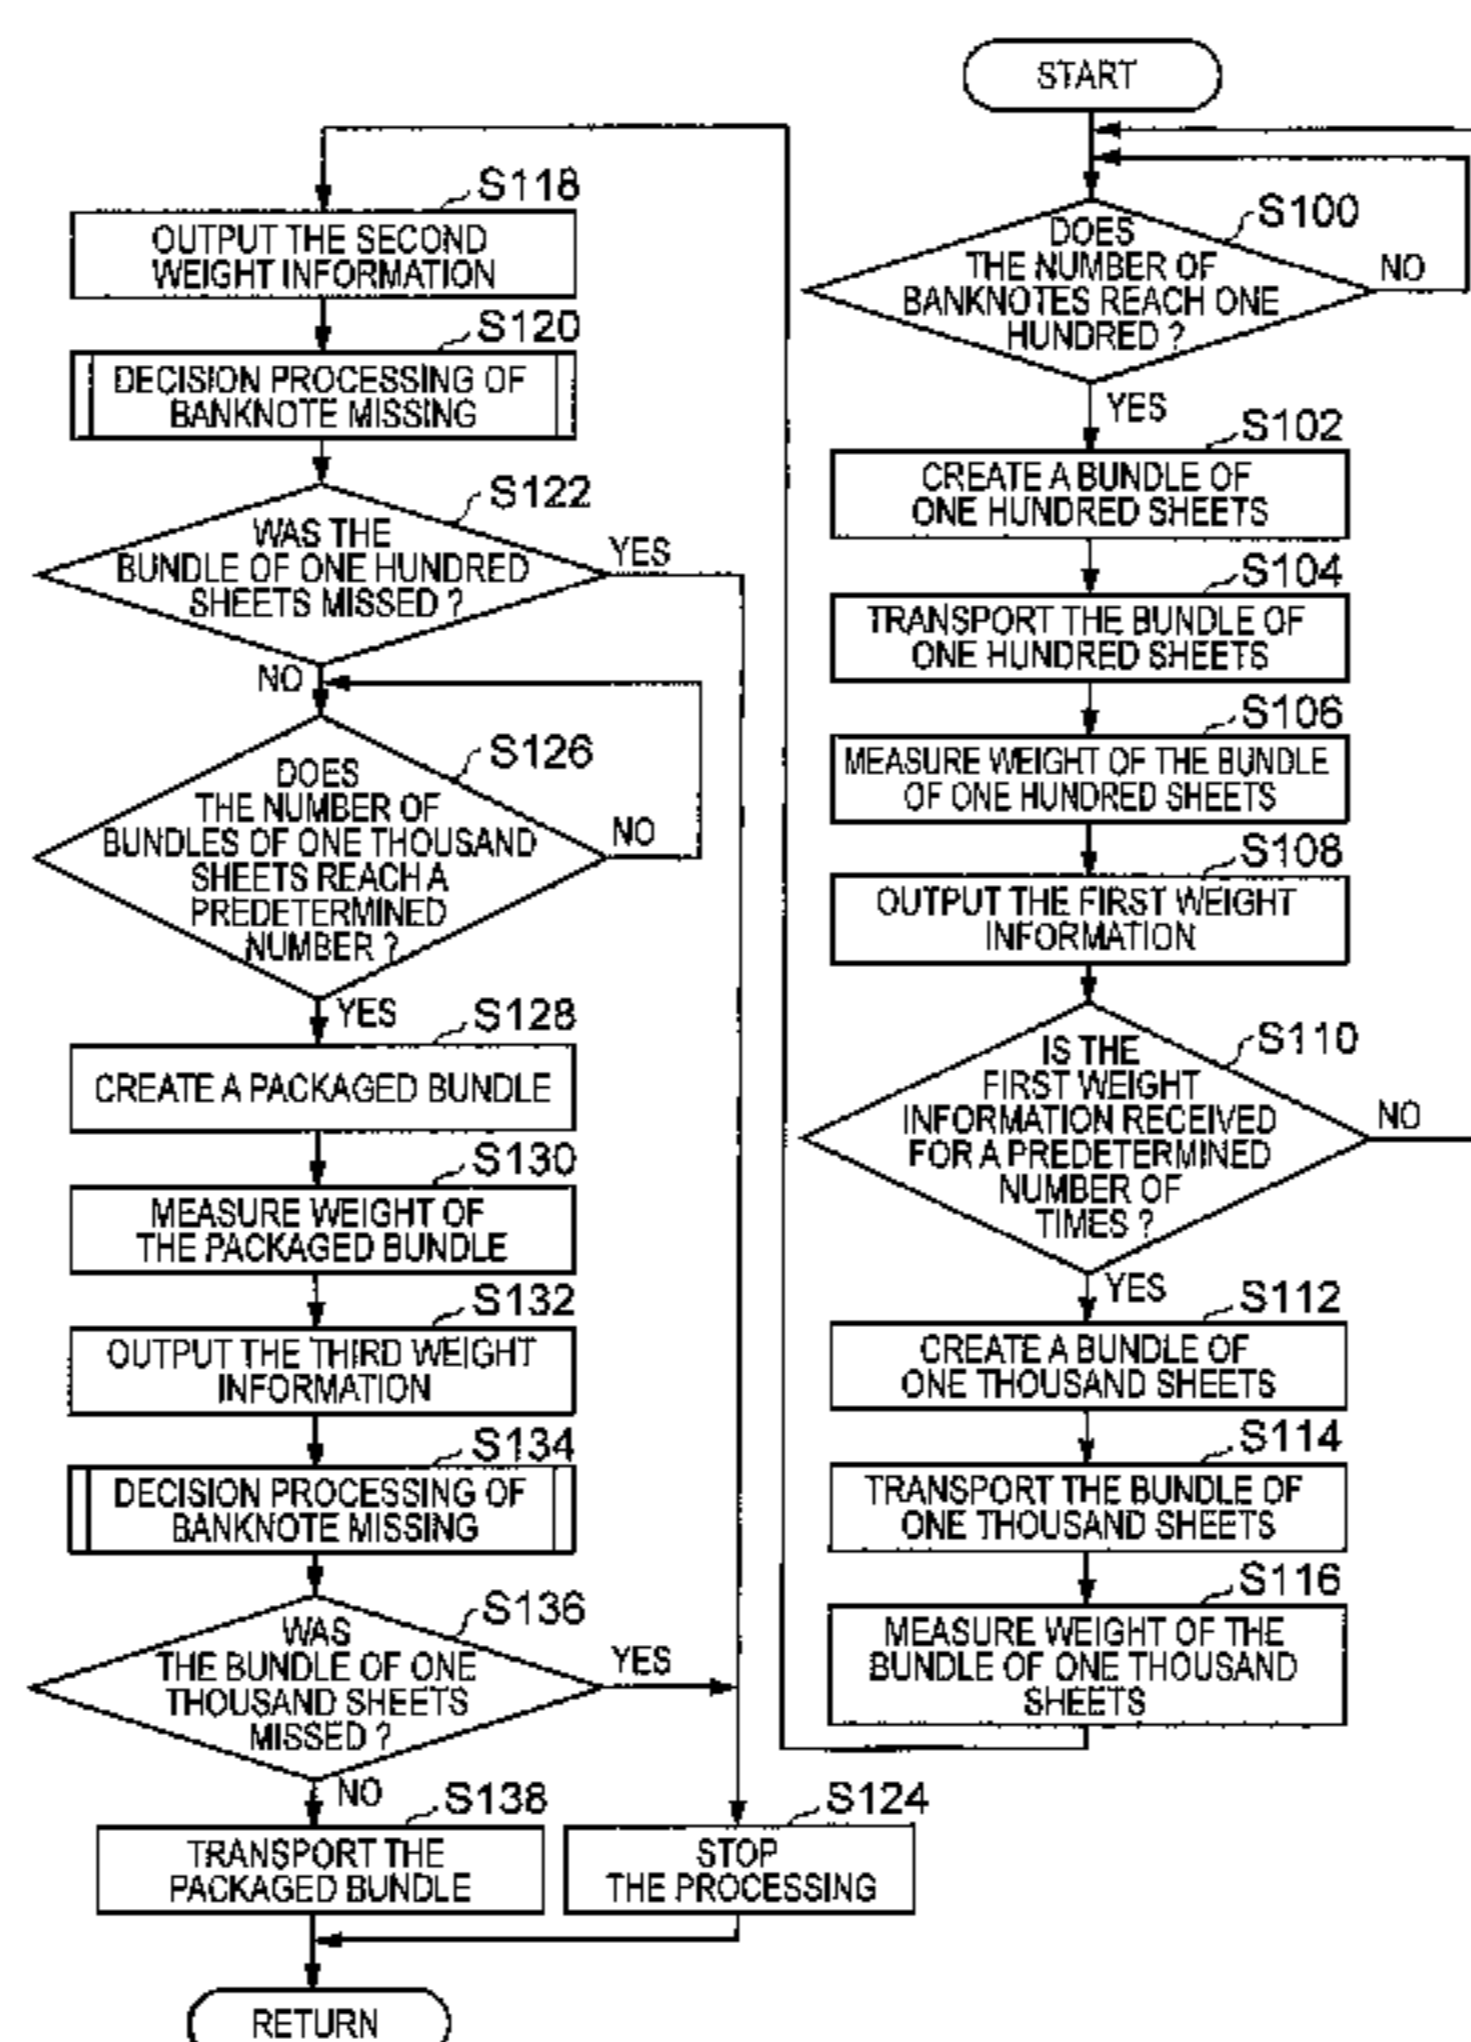 START
S100
DOES
THE NUMBER OF
BANKNOTES REACH ONE
HUNDRED ?
NO
YES
S102
CREATE A BUNDLE OF
ONE HUNDRED SHEETS
S104
TRANSPORT THE BUNDLE OF
ONE HUNDRED SHEETS
S106
MEASURE WEIGHT OF THE BUNDLE
OF ONE HUNDRED SHEETS
S108
OUTPUT THE FIRST WEIGHT
INFORMATION
S110
IS THE
FIRST WEIGHT
INFORMATION RECEIVED
FOR A PREDETERMINED
NUMBER OF
TIMES ?
NO
YES
S112
CREATE A BUNDLE OF
ONE THOUSAND SHEETS
S114
TRANSPORT THE BUNDLE OF
ONE THOUSAND SHEETS
S116
MEASURE WEIGHT OF THE
BUNDLE OF ONE THOUSAND
SHEETS
S118
OUTPUT THE SECOND
WEIGHT INFORMATION
S120
DECISION PROCESSING OF
BANKNOTE MISSING
S122
WAS THE
BUNDLE OF ONE HUNDRED
SHEETS MISSED ?
YES
NO
S126
DOES
THE NUMBER OF
BUNDLES OF ONE THOUSAND
SHEETS REACH A
PREDETERMINED
NUMBER ?
NO
YES
S128
CREATE A PACKAGED BUNDLE
S130
MEASURE WEIGHT OF
THE PACKAGED BUNDLE
S132
OUTPUT THE THIRD WEIGHT
INFORMATION
S134
DECISION PROCESSING OF
BANKNOTE MISSING
S136
WAS
THE BUNDLE OF ONE
THOUSAND SHEETS
MISSED ?
YES
NO
S138
TRANSPORT THE
PACKAGED BUNDLE
S124
STOP
THE PROCESSING
RETURN